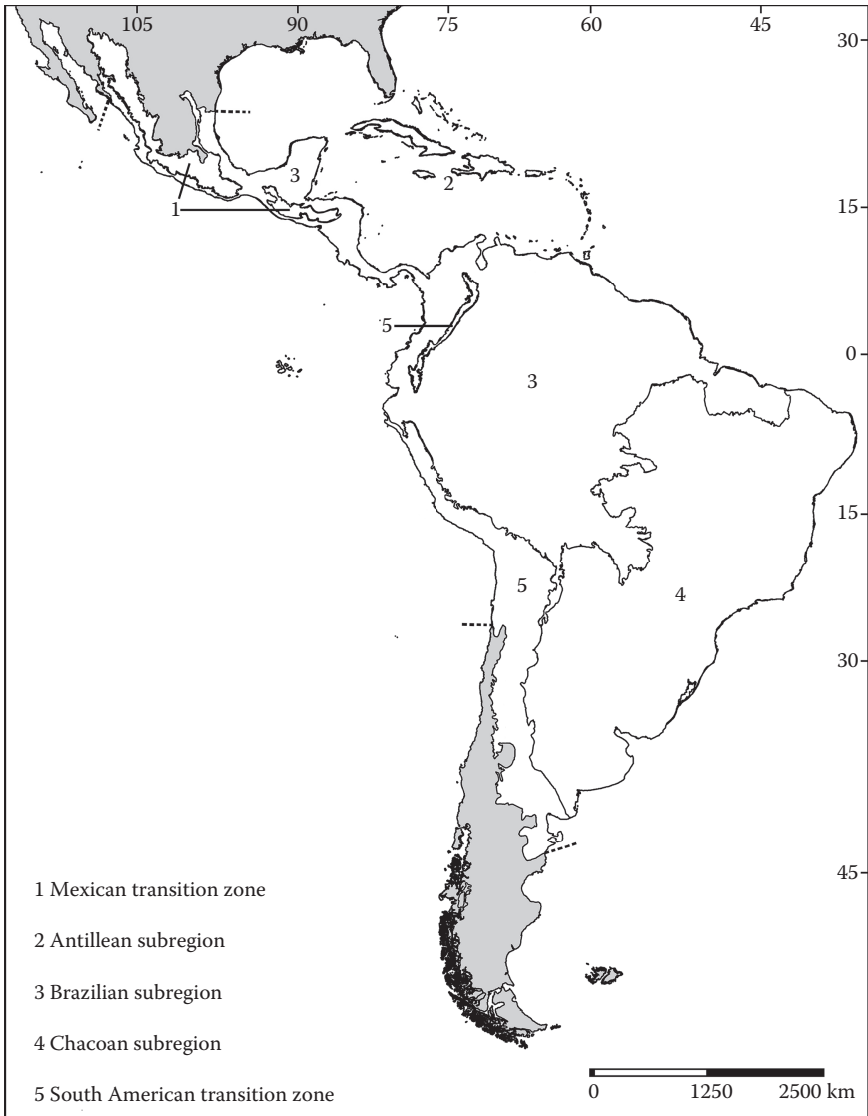 105 90 75 60 45
30
3
2
15
1
5
0
3
15
5
4
30
45
1 Mexican transition zone
2 Antillean subregion
3 Brazilian subregion
4 Chacoan subregion
5 South American transition zone
0 1250 2500 km